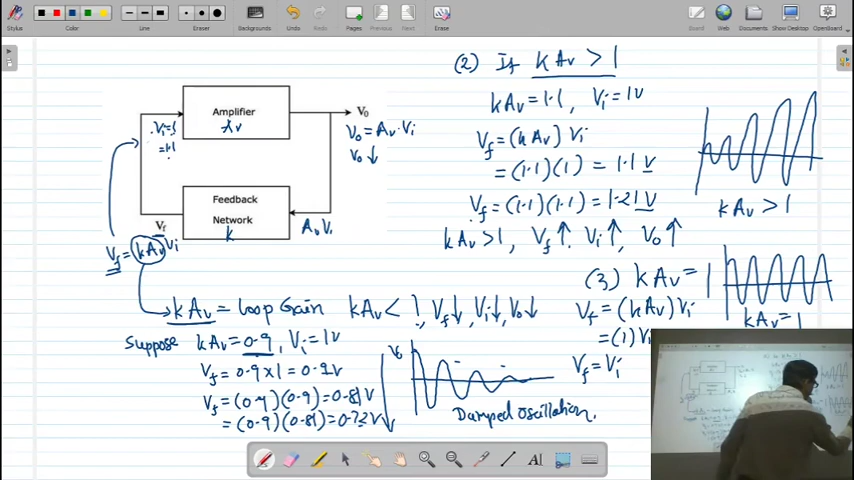 Stylus
Color
Line
Eraser
Backgrounds
Undo
Pages
Previous
Next
Erase
Board
Web
Documents
Show Desktop
OpenBoard
Amplifier
Av
V0
V0 = Av·Vi
V0↓
Feedback
Network
k
Vf
Vf = kAv Vi
kAv = Loop Gain
kAv < 1, Vf↓, Vi↓, V0↓
Suppose kAv = 0.9, Vi = 1V
Vf = 0.9 x 1 = 0.9V
Vf = (0.9)(0.9) = 0.81V
= (0.9)(0.81) = 0.72V
V0
Damped oscillation.
(2) If kAv > 1
kAv = 1.1, Vi = 1V
Vf = (kAv) Vi
= (1.1)(1) = 1.1 V
Vf = (1.1)(1.1) = 1.21 V
kAv > 1, Vf↑, Vi↑, V0↑
kAv > 1
(3) kAv = 1
Vf = (kAv) Vi
= (1) Vi
Vf = Vi
kAv = 1